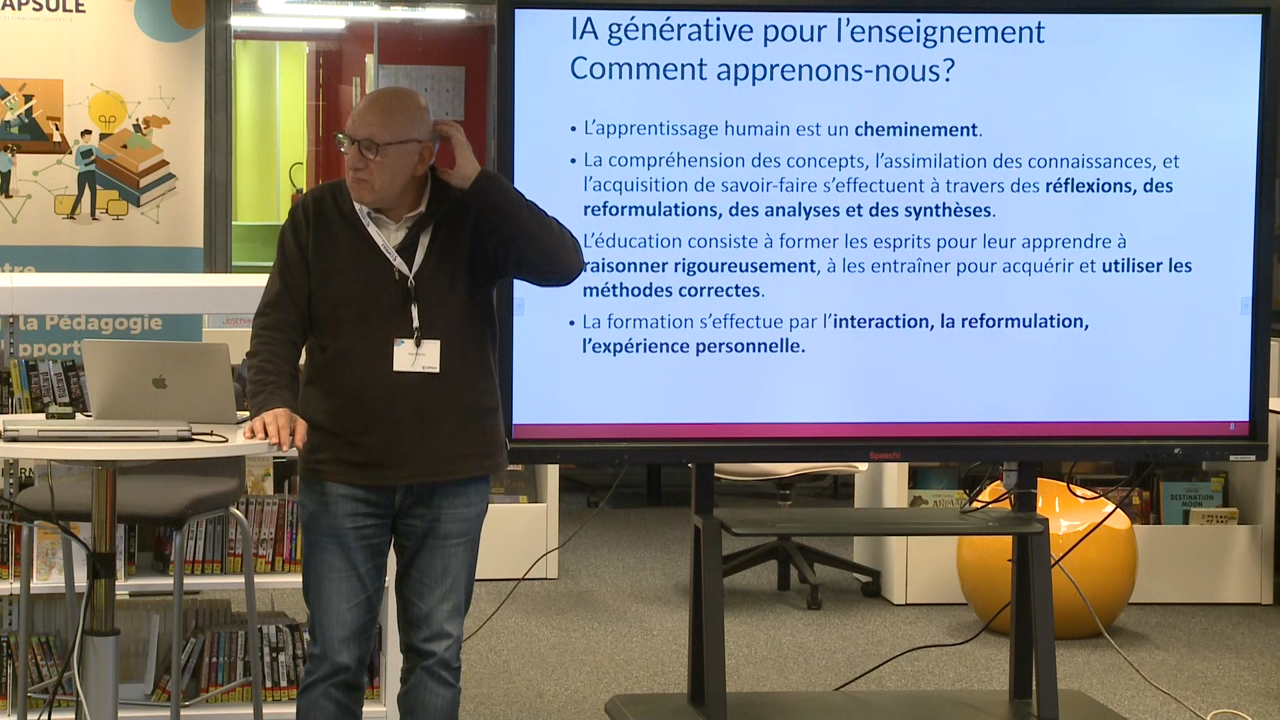 APSULE
IA générative pour l'enseignement
Comment apprenons-nous?
• L'apprentissage humain est un cheminement.
• La compréhension des concepts, l'assimilation des connaissances, et
l'acquisition de savoir-faire s'effectuent à travers des réflexions, des
reformulations, des analyses et des synthèses.
L'éducation consiste à former les esprits pour leur apprendre à
raisonner rigoureusement, à les entraîner pour acquérir et utiliser les
méthodes correctes.
• La formation s'effectue par l'interaction, la reformulation,
l'expérience personnelle.
8
Speechi
la Pédagogie
pport
DESTINATION
MOON